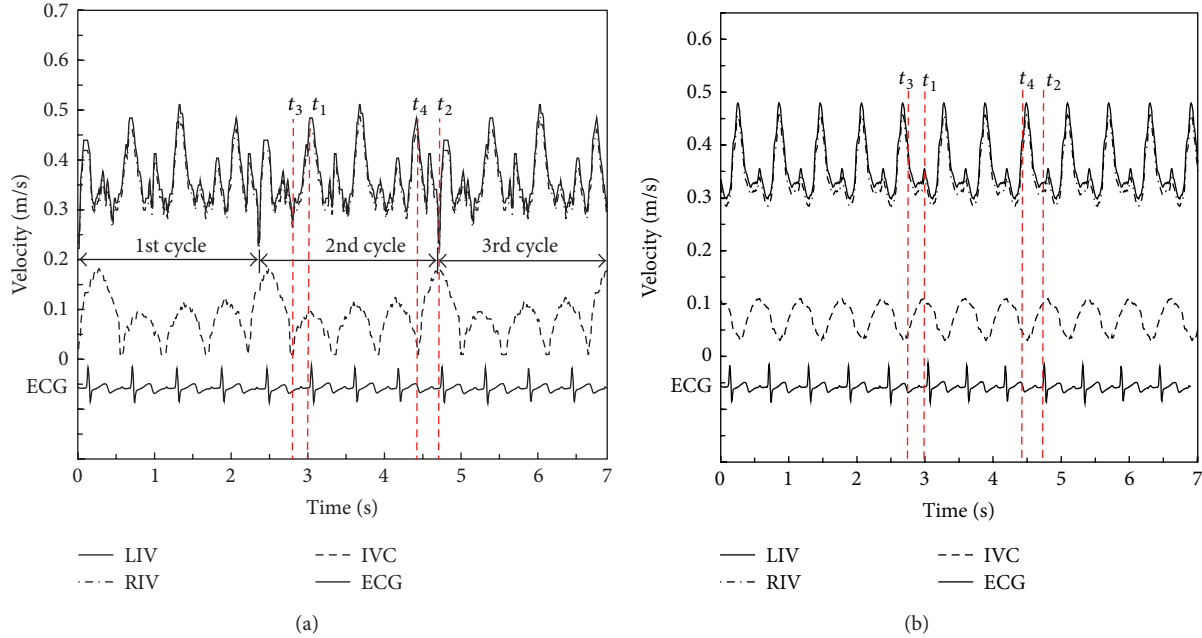 0.7
0.6
0.5
0.4
0.3
0.2
0.1
0
ECG
Velocity (m/s)
t3 t1 t4 t2
1st cycle 2nd cycle 3rd cycle
0 1 2 3 4 5 6 7
Time (s)
LIV IVC
RIV ECG
(a)
0.6
0.5
0.4
0.3
0.2
0.1
0
ECG
Velocity (m/s)
t3 t1 t4 t2
0 1 2 3 4 5 6 7
Time (s)
LIV IVC
RIV ECG
(b)